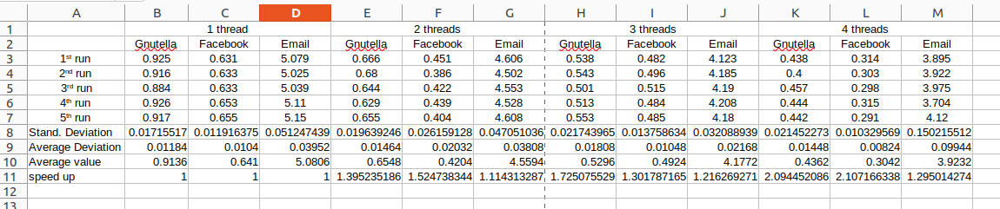 A B C D E F G H I J K L M
1 1 thread 2 threads 3 threads 4 threads
2 Gnutella Facebook Email Gnutella Facebook Email Gnutella Facebook Email Gnutella Facebook Email
3 1st run 0.925 0.631 5.079 0.666 0.451 4.606 0.538 0.482 4.123 0.438 0.314 3.895
4 2nd run 0.916 0.633 5.025 0.68 0.386 4.502 0.543 0.496 4.185 0.4 0.303 3.922
5 3rd run 0.884 0.633 5.039 0.644 0.422 4.553 0.501 0.515 4.19 0.457 0.298 3.975
6 4th run 0.926 0.653 5.11 0.629 0.439 4.528 0.513 0.484 4.208 0.444 0.315 3.704
7 5th run 0.917 0.655 5.15 0.655 0.404 4.608 0.553 0.485 4.18 0.442 0.291 4.12
8 Stand. Deviation 0.01715517 0.011916375 0.051247439 0.019639246 0.026159128 0.047051036 0.021743965 0.013758634 0.032088939 0.021452273 0.010329569 0.150215512
9 Average Deviation 0.01184 0.0104 0.03952 0.01464 0.02032 0.03808 0.01808 0.01048 0.02168 0.01448 0.00824 0.09944
10 Average value 0.9136 0.641 5.0806 0.6548 0.4204 4.5594 0.5296 0.4924 4.1772 0.4362 0.3042 3.9232
11 speed up 1 1 1 1.395235186 1.524738344 1.114313287 1.725075529 1.301787165 1.216269271 2.094452086 2.107166338 1.295014274
12
13